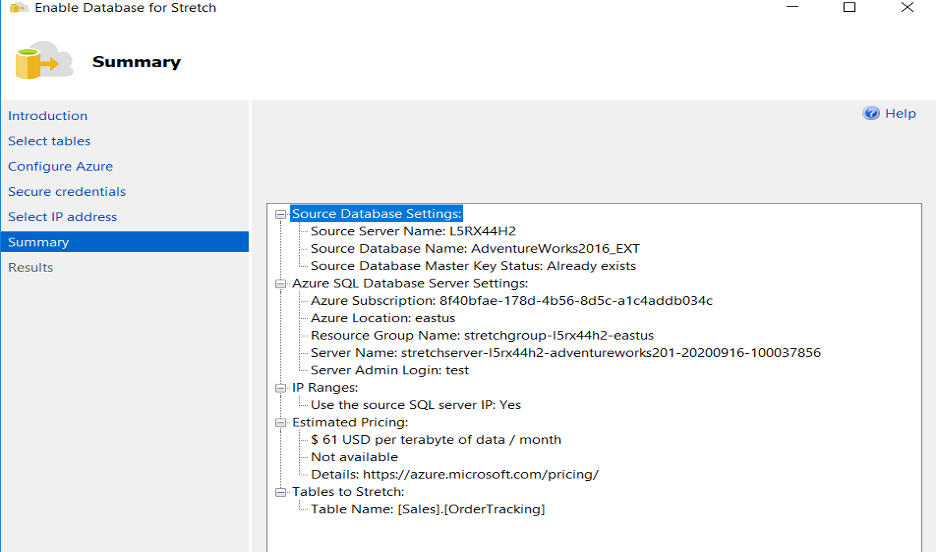 Enable Database for Stretch
Summary
Introduction
Select tables
Configure Azure
Secure credentials
Select IP address
Summary
Results
Help
Source Database Settings:
Source Server Name: L5RX44H2
Source Database Name: AdventureWorks2016_EXT
Source Database Master Key Status: Already exists
Azure SQL Database Server Settings:
Azure Subscription: 8f40bfae-178d-4b56-8d5c-a1c4addb034c
Azure Location: eastus
Resource Group Name: stretchgroup-l5rx44h2-eastus
Server Name: stretchserver-l5rx44h2-adventureworks201-20200916-100037856
Server Admin Login: test
IP Ranges:
Use the source SQL server IP: Yes
Estimated Pricing:
$ 61 USD per terabyte of data / month
Not available
Details: https://azure.microsoft.com/pricing/
Tables to Stretch:
Table Name: [Sales].[OrderTracking]